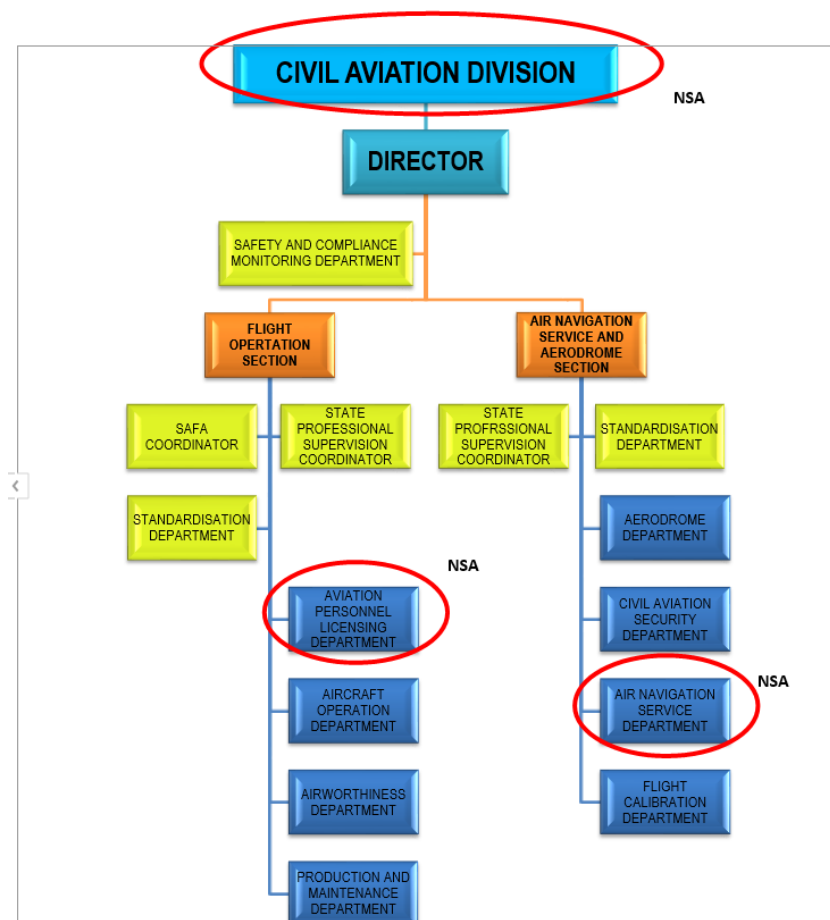 CIVIL AVIATION DIVISION
NSA
DIRECTOR
SAFETY AND COMPLIANCE
MONITORING DEPARTMENT
FLIGHT
OPERTATION
SECTION
AIR NAVIGATION
SERVICE AND
AERODROME
SECTION
SAFA
COORDINATOR
STATE
PROFESSIONAL
SUPERVISION
COORDINATOR
STATE
PROFRSSIONAL
SUPERVISION
COORDINATOR
STANDARDISATION
DEPARTMENT
STANDARDISATION
DEPARTMENT
AERODROME
DEPARTMENT
NSA
AVIATION
PERSONNEL
LICENSING
DEPARTMENT
CIVIL AVIATION
SECURITY
DEPARTMENT
NSA
AIRCRAFT
OPERATION
DEPARTMENT
AIR NAVIGATION
SERVICE
DEPARTMENT
AIRWORTHINESS
DEPARTMENT
FLIGHT
CALIBRATION
DEPARTMENT
PRODUCTION AND
MAINTENANCE
DEPARTMENT